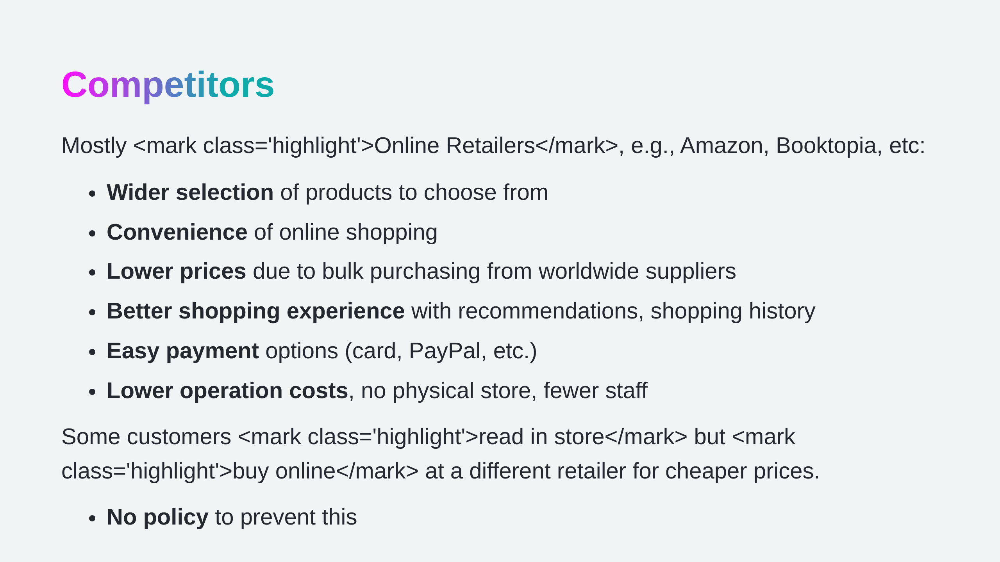 Competitors
Mostly <mark class='highlight'>Online Retailers</mark>, e.g., Amazon, Booktopia, etc:
• Wider selection of products to choose from
• Convenience of online shopping
• Lower prices due to bulk purchasing from worldwide suppliers
• Better shopping experience with recommendations, shopping history
• Easy payment options (card, PayPal, etc.)
• Lower operation costs, no physical store, fewer staff
Some customers <mark class='highlight'>read in store</mark> but <mark
class='highlight'>buy online</mark> at a different retailer for cheaper prices.
• No policy to prevent this